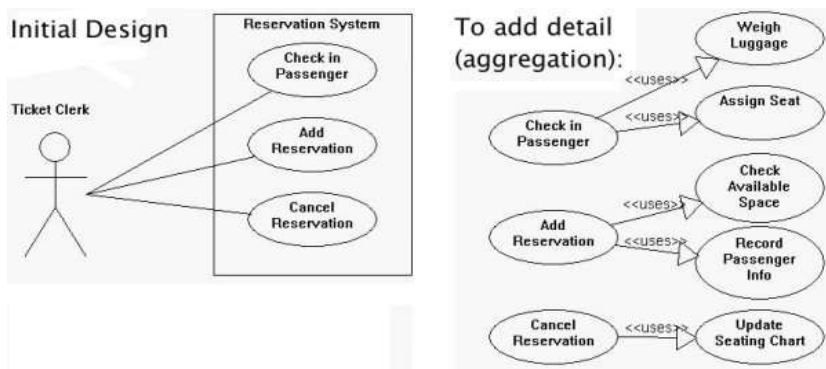 Initial Design
Reservation System
Check in
Passenger
Ticket Clerk
Add
Reservation
Cancel
Reservation
To add detail
(aggregation):
Weigh
Luggage
<<uses>>
Assign Seat
<<uses>>
Check in
Passenger
Check
Available
Space
<<uses>>
Add
Reservation
<<uses>>
Record
Passenger
Info
Cancel
Reservation
<<uses>>
Update
Seating Chart